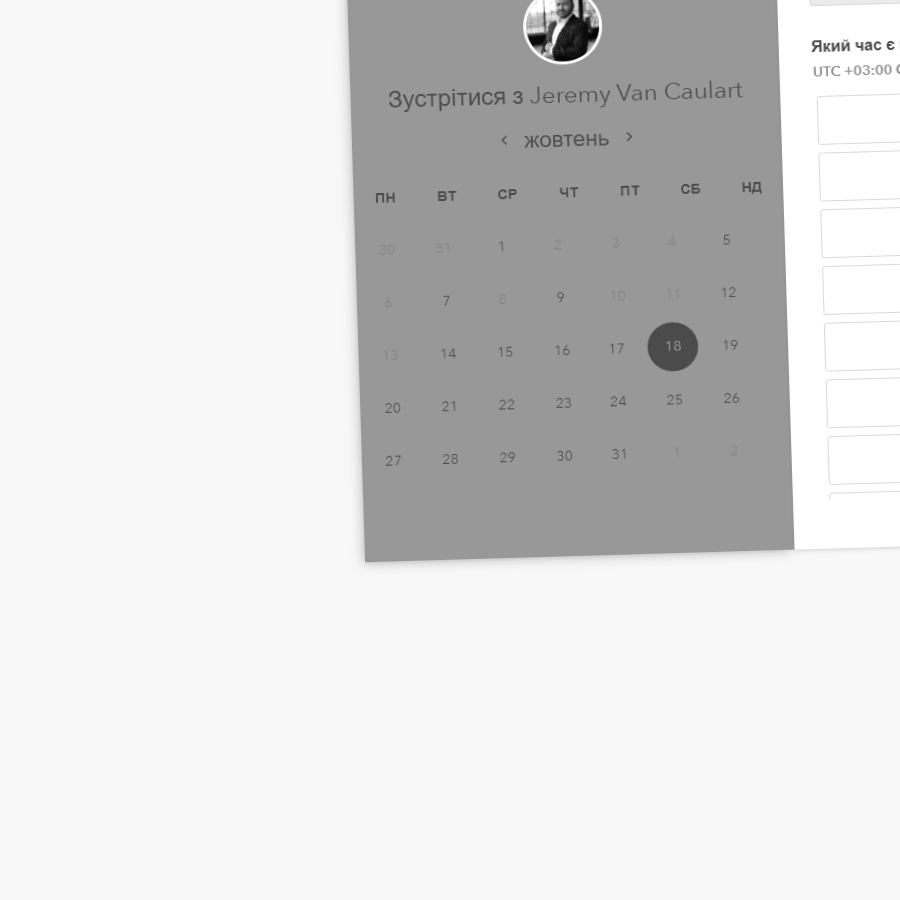 Зустрітися з Jeremy Van Caulart
‹ жовтень ›
ПН ВТ СР ЧТ ПТ СБ НД
30 31 1 2 3 4 5
6 7 8 9 10 11 12
13 14 15 16 17 18 19
20 21 22 23 24 25 26
27 28 29 30 31 1 2
Який час є
UTC +03:00